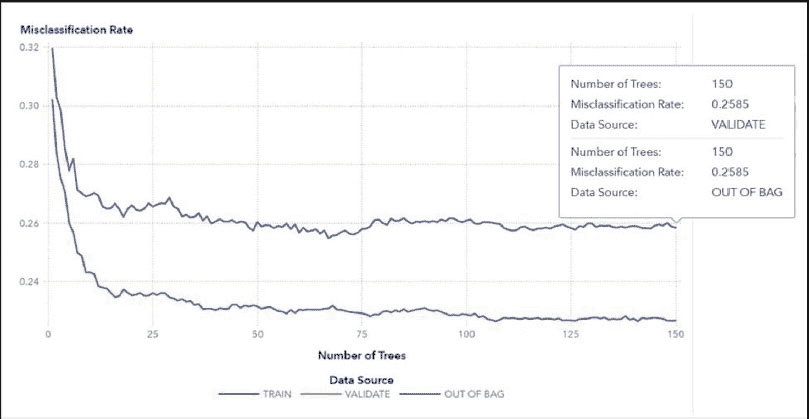 Misclassification Rate
0.32
0.30
0.28
0.26
0.24
Number of Trees: 150
Misclassification Rate: 0.2585
Data Source: VALIDATE
Number of Trees: 150
Misclassification Rate: 0.2585
Data Source: OUT OF BAG
0 25 50 75 100 125 150
Number of Trees
Data Source
TRAIN VALIDATE OUT OF BAG